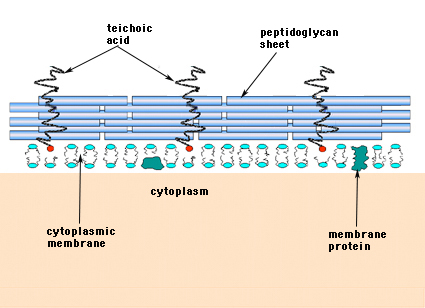 teichoic
acid
peptidoglycan
sheet
cytoplasm
cytoplasmic
membrane
membrane
protein